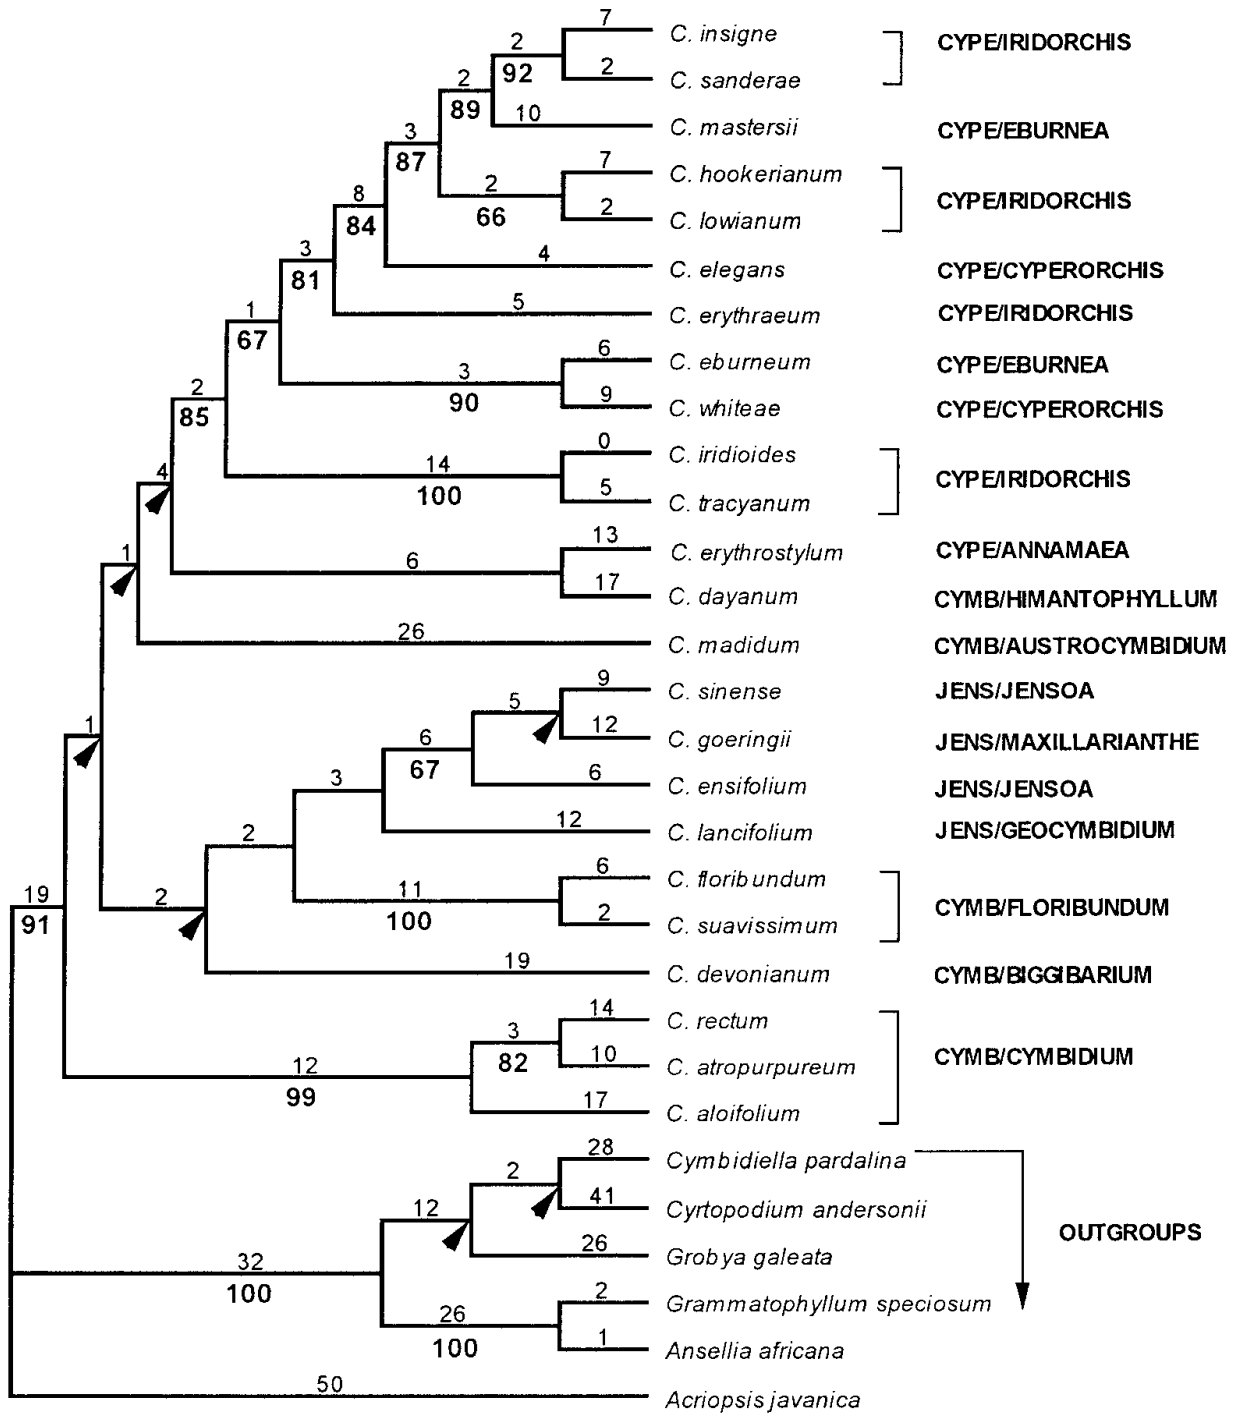 7
C. insigne
2
92
2
C. sanderae
CYPE/IRIDORCHIS
2
89
10
C. mastersii
CYPE/EBURNEA
3
87
7
C. hookerianum
2
66
2
C. lowianum
CYPE/IRIDORCHIS
8
84
4
C. elegans
CYPE/CYPERORCHIS
3
81
5
C. erythraeum
CYPE/IRIDORCHIS
1
67
6
C. eburneum
CYPE/EBURNEA
3
90
9
C. whiteae
CYPE/CYPERORCHIS
2
85
0
C. iridioides
14
100
5
C. tracyanum
CYPE/IRIDORCHIS
4
13
C. erythrostylum
CYPE/ANNAMAEA
6
17
C. dayanum
CYMB/HIMANTOPHYLLUM
1
26
C. madidum
CYMB/AUSTROCYMBIDIUM
1
9
C. sinense
JENS/JENSOA
5
12
C. goeringii
JENS/MAXILLARIANTHE
6
67
6
C. ensifolium
JENS/JENSOA
3
12
C. lancifolium
JENS/GEOCYMBIDIUM
2
6
C. floribundum
11
100
2
C. suavissimum
CYMB/FLORIBUNDUM
2
19
C. devonianum
CYMB/BIGGIBARIUM
19
91
14
C. rectum
3
82
10
C. atropurpureum
CYMB/CYMBIDIUM
12
99
17
C. aloifolium
28
Cymbidiella pardalina
2
41
Cyrtopodium andersonii
12
26
Grobya galeata
OUTGROUPS
32
100
2
Grammatophyllum speciosum
26
100
1
Ansellia africana
50
Acriopsis javanica